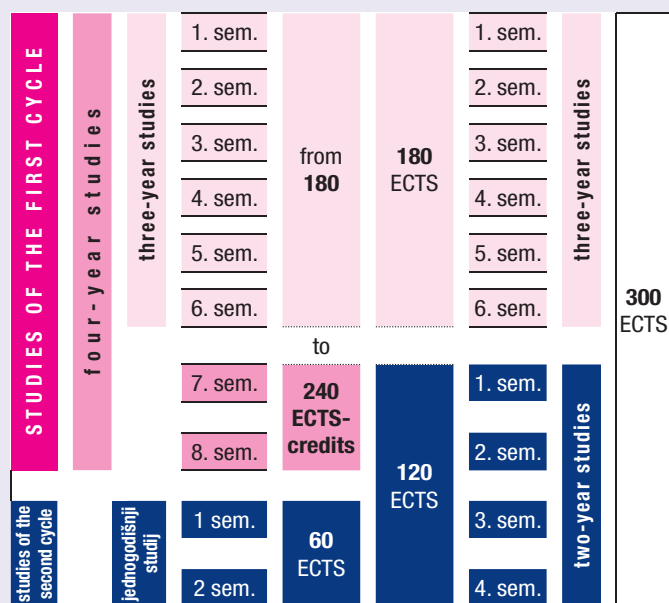 STUDIES OF THE FIRST CYCLE
four-year studies
three-year studies
1. sem.
2. sem.
3. sem.
4. sem.
5. sem.
6. sem.
7. sem.
8. sem.
from
180
to
240
ECTS-
credits
180
ECTS
1. sem.
2. sem.
3. sem.
4. sem.
5. sem.
6. sem.
three-year studies
300
ECTS
studies of the
second cycle
jednogodišnji
studij
1 sem.
2 sem.
60
ECTS
120
ECTS
1. sem.
2. sem.
3. sem.
4. sem.
two-year studies